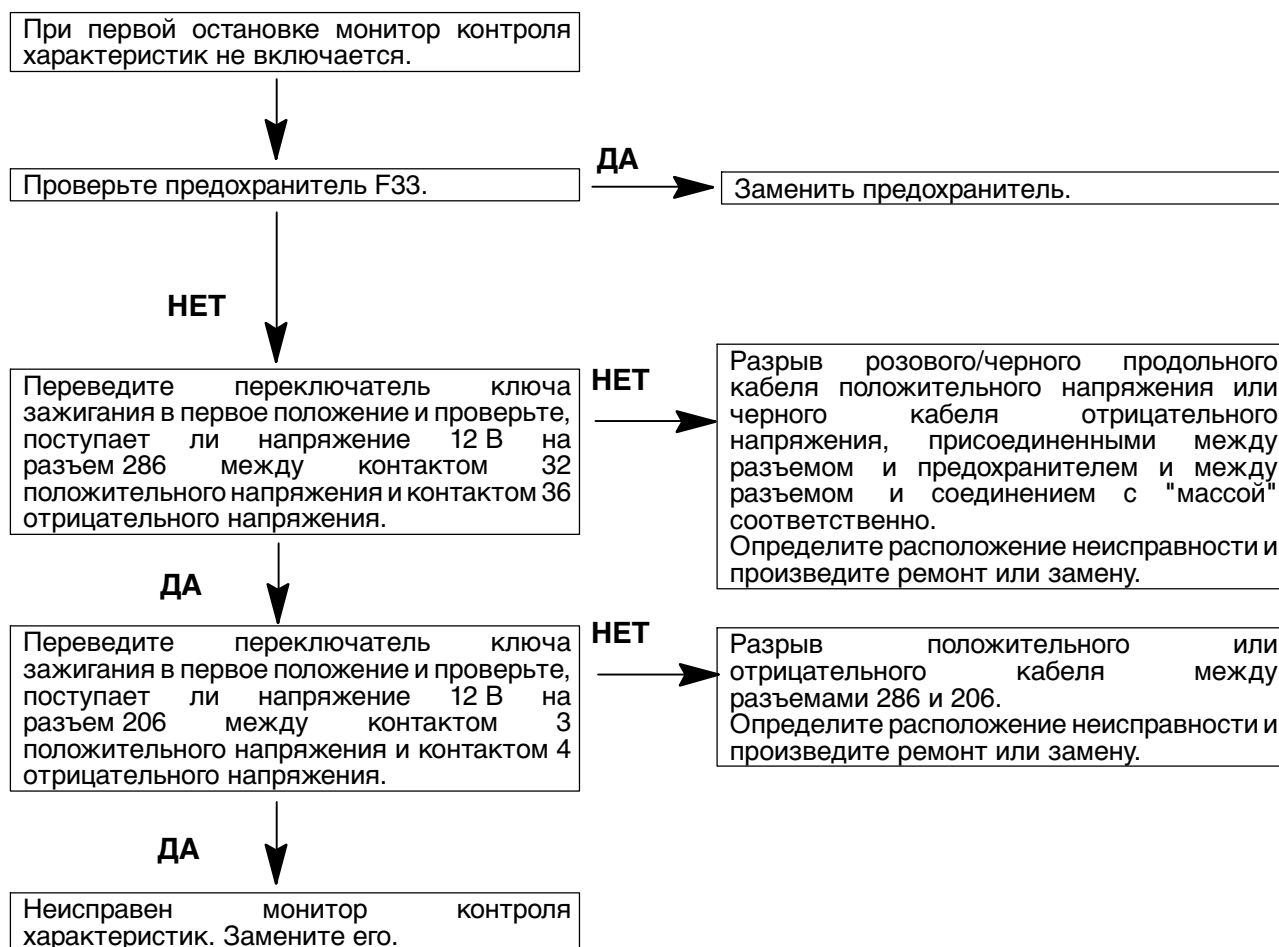 При первой остановке монитор контроля
характеристик не включается.
ДА
Проверьте предохранитель F33.
Заменить предохранитель.
НЕТ
Переведите переключатель ключа
зажигания в первое положение и проверьте,
поступает ли напряжение 12 В на
разъем 286 между контактом 32
положительного напряжения и контактом 36
отрицательного напряжения.
НЕТ
Разрыв розового/черного продольного
кабеля положительного напряжения или
черного кабеля отрицательного
напряжения, присоединенными между
разъемом и предохранителем и между
разъемом и соединением с "массой"
соответственно.
Определите расположение неисправности и
произведите ремонт или замену.
ДА
Переведите переключатель ключа
зажигания в первое положение и проверьте,
поступает ли напряжение 12 В на
разъем 206 между контактом 3
положительного напряжения и контактом 4
отрицательного напряжения.
НЕТ
Разрыв положительного или
отрицательного кабеля между
разъемами 286 и 206.
Определите расположение неисправности и
произведите ремонт или замену.
ДА
Неисправен монитор контроля
характеристик. Замените его.